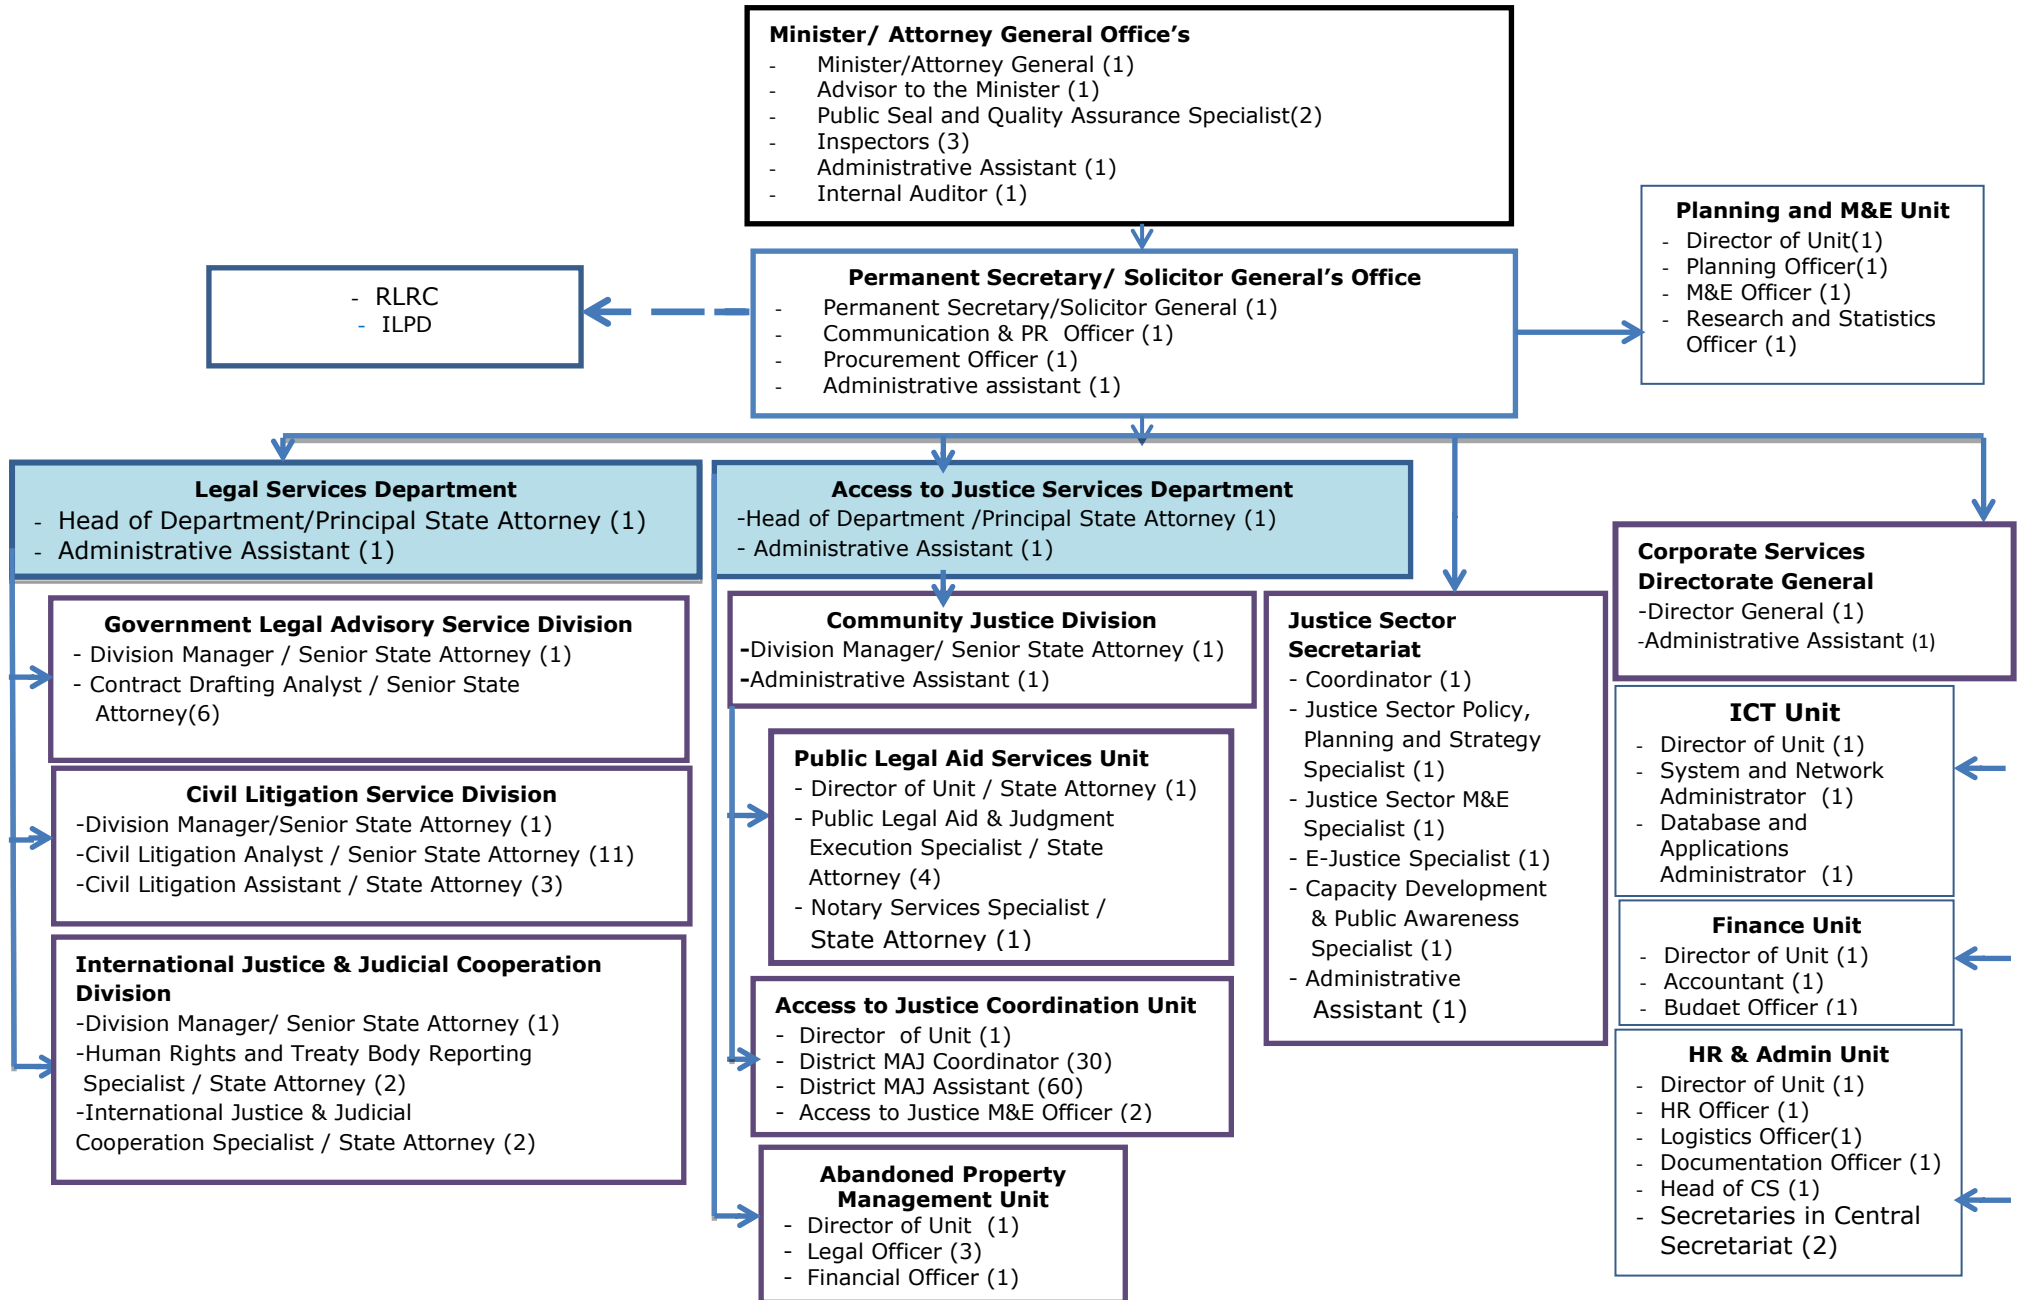 Minister/ Attorney General Office’s
- Minister/Attorney General (1)
- Advisor to the Minister (1)
- Public Seal and Quality Assurance Specialist(2)
- Inspectors (3)
- Administrative Assistant (1)
- Internal Auditor (1)
Planning and M&E Unit
- Director of Unit(1)
- Planning Officer(1)
- M&E Officer (1)
- Research and Statistics
Officer (1)
Permanent Secretary/ Solicitor General’s Office
- Permanent Secretary/Solicitor General (1)
- Communication & PR Officer (1)
- Procurement Officer (1)
- Administrative assistant (1)
- RLRC
- ILPD
Legal Services Department
- Head of Department/Principal State Attorney (1)
- Administrative Assistant (1)
Government Legal Advisory Service Division
- Division Manager / Senior State Attorney (1)
- Contract Drafting Analyst / Senior State
Attorney(6)
Civil Litigation Service Division
-Division Manager/Senior State Attorney (1)
-Civil Litigation Analyst / Senior State Attorney (11)
-Civil Litigation Assistant / State Attorney (3)
International Justice & Judicial Cooperation
Division
-Division Manager/ Senior State Attorney (1)
-Human Rights and Treaty Body Reporting
Specialist / State Attorney (2)
-International Justice & Judicial
Cooperation Specialist / State Attorney (2)
Access to Justice Services Department
-Head of Department /Principal State Attorney (1)
- Administrative Assistant (1)
Community Justice Division
-Division Manager/ Senior State Attorney (1)
-Administrative Assistant (1)
Public Legal Aid Services Unit
- Director of Unit / State Attorney (1)
- Public Legal Aid & Judgment
Execution Specialist / State
Attorney (4)
- Notary Services Specialist /
State Attorney (1)
Access to Justice Coordination Unit
- Director of Unit (1)
- District MAJ Coordinator (30)
- District MAJ Assistant (60)
- Access to Justice M&E Officer (2)
Abandoned Property
Management Unit
- Director of Unit (1)
- Legal Officer (3)
- Financial Officer (1)
Justice Sector
Secretariat
- Coordinator (1)
- Justice Sector Policy,
Planning and Strategy
Specialist (1)
- Justice Sector M&E
Specialist (1)
- E-Justice Specialist (1)
- Capacity Development
& Public Awareness
Specialist (1)
- Administrative
Assistant (1)
Corporate Services
Directorate General
-Director General (1)
-Administrative Assistant (1)
ICT Unit
- Director of Unit (1)
- System and Network
Administrator (1)
- Database and
Applications
Administrator (1)
Finance Unit
- Director of Unit (1)
- Accountant (1)
- Budget Officer (1)
HR & Admin Unit
- Director of Unit (1)
- HR Officer (1)
- Logistics Officer(1)
- Documentation Officer (1)
- Head of CS (1)
- Secretaries in Central
Secretariat (2)